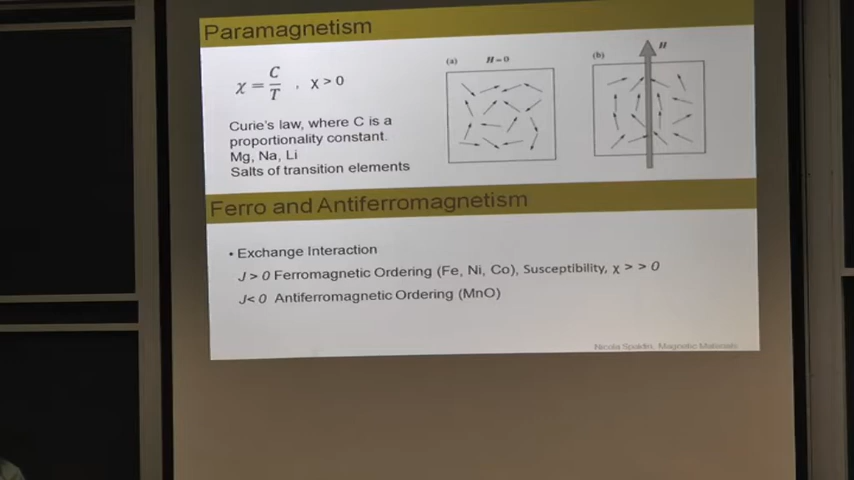 Paramagnetism
χ = C/T , χ > 0
(a) H = 0
(b) H
Curie's law, where C is a
proportionality constant.
Mg, Na, Li
Salts of transition elements
Ferro and Antiferromagnetism
• Exchange Interaction
J > 0 Ferromagnetic Ordering (Fe, Ni, Co), Susceptibility, χ > > 0
J< 0 Antiferromagnetic Ordering (MnO)
Nicola Spaldin, Magnetic Materials